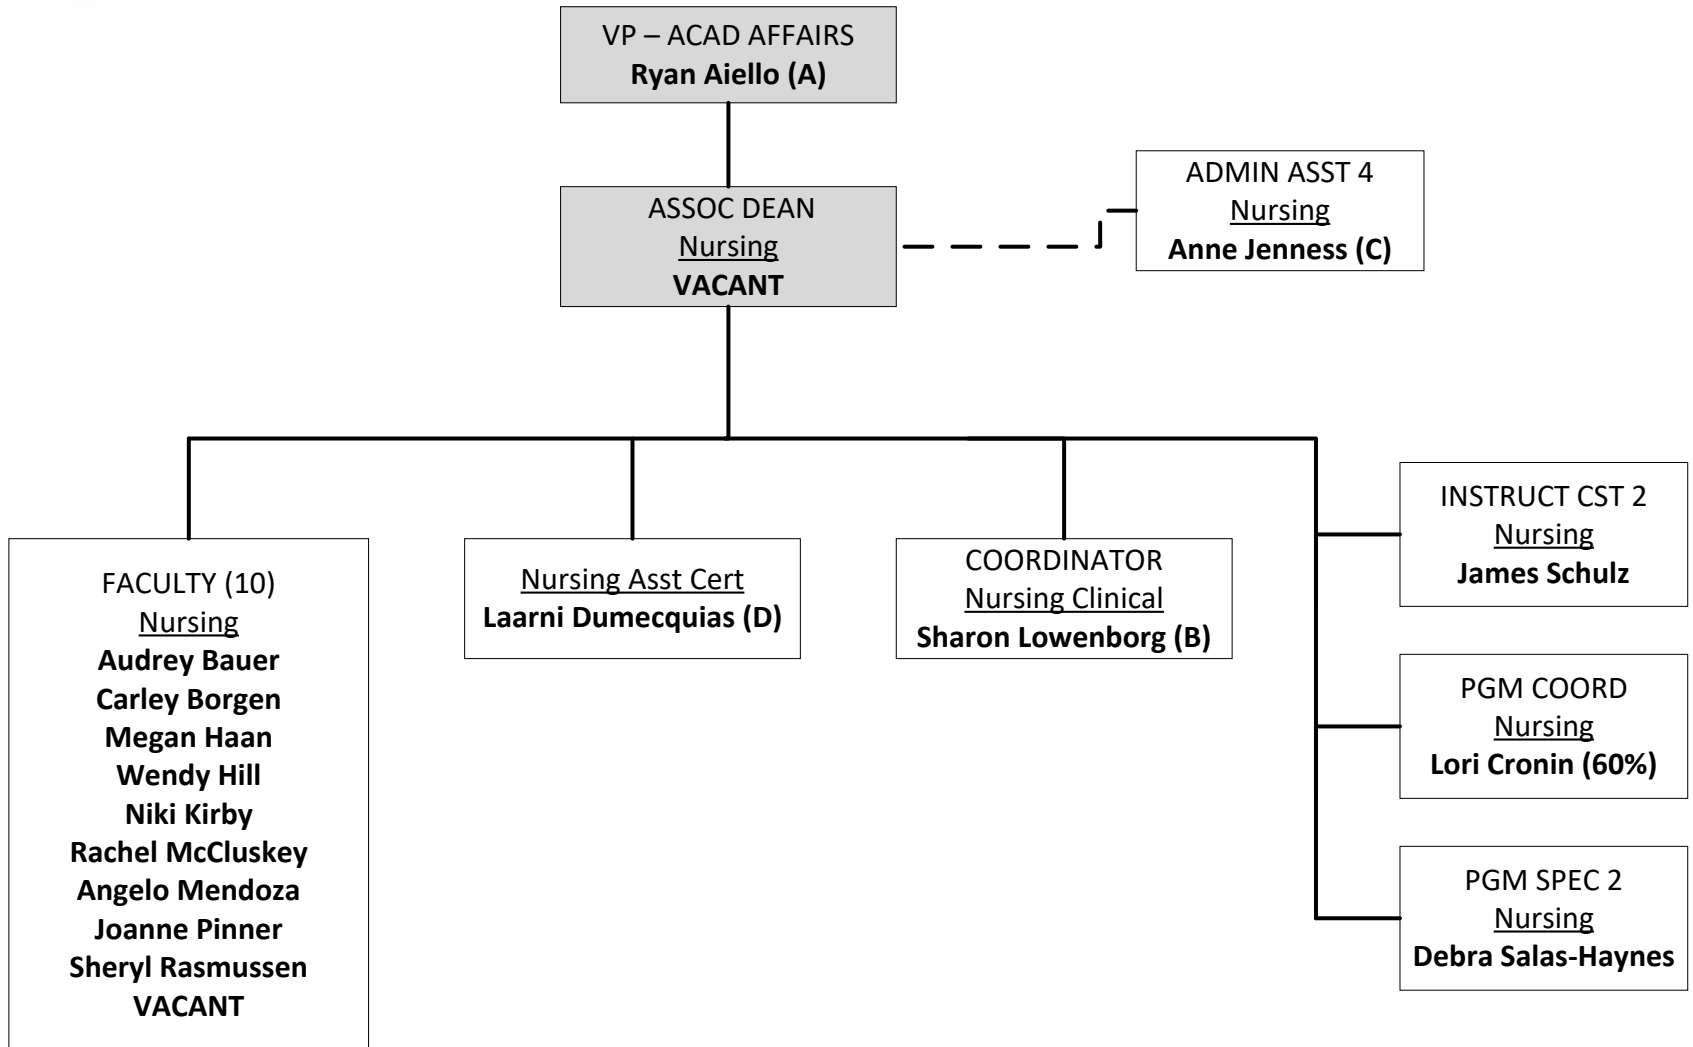 VP – ACAD AFFAIRS
Ryan Aiello (A)
ASSOC DEAN
Nursing
VACANT
ADMIN ASST 4
Nursing
Anne Jenness (C)
FACULTY (10)
Nursing
Audrey Bauer
Carley Borgen
Megan Haan
Wendy Hill
Niki Kirby
Rachel McCluskey
Angelo Mendoza
Joanne Pinner
Sheryl Rasmussen
VACANT
Nursing Asst Cert
Laarni Dumecquias (D)
COORDINATOR
Nursing Clinical
Sharon Lowenborg (B)
INSTRUCT CST 2
Nursing
James Schulz
PGM COORD
Nursing
Lori Cronin (60%)
PGM SPEC 2
Nursing
Debra Salas-Haynes